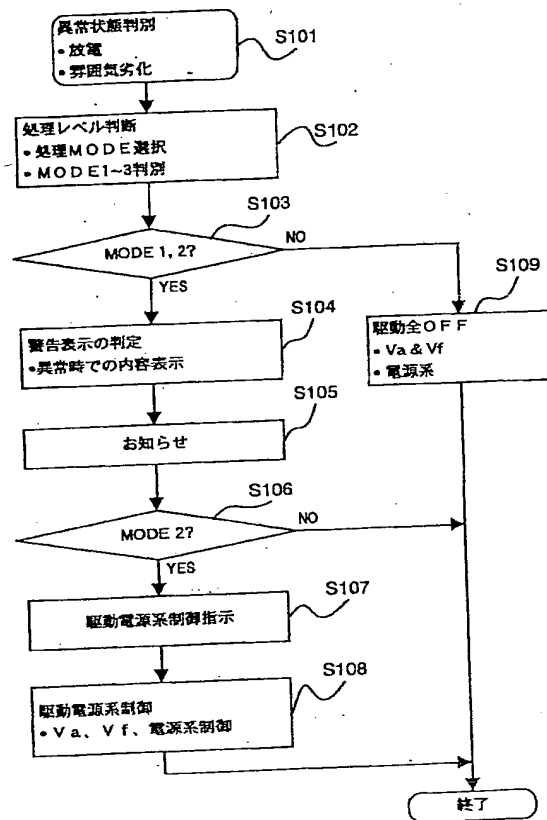 異常状態判別
• 放電
• 雰囲気劣化
S101
処理レベル判断
• 処理MODE選択
• MODE1~3判別
S102
S103
MODE 1, 2?
NO
YES
S104
警告表示の判定
•異常時での内容表示
S109
駆動全OFF
• Va & Vf
• 電源系
S105
お知らせ
S106
MODE 2?
NO
YES
S107
駆動電源系制御指示
S108
駆動電源系制御
• Va、Vf、電源系制御
終了